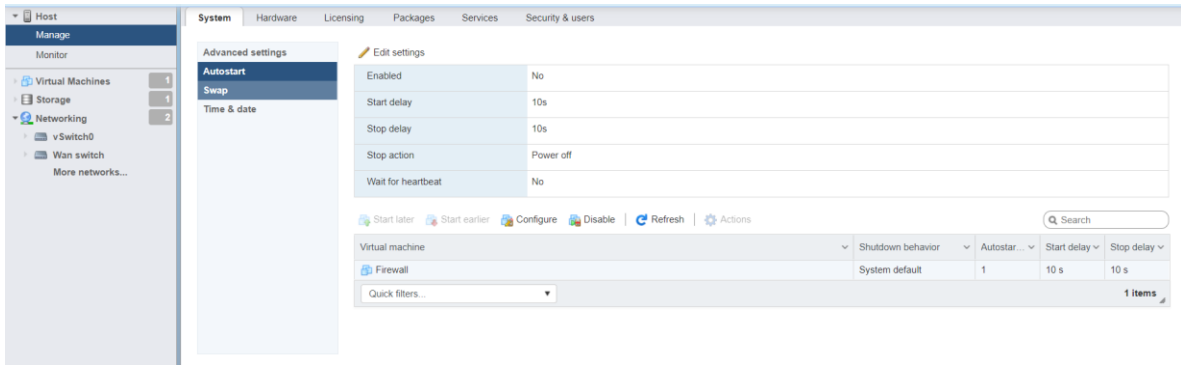 Host
Manage
Monitor
Virtual Machines 1
Storage 1
Networking 2
vSwitch0
Wan switch
More networks...
System Hardware Licensing Packages Services Security & users
Advanced settings
Autostart
Swap
Time & date
Edit settings
Enabled No
Start delay 10s
Stop delay 10s
Stop action Power off
Wait for heartbeat No
Start later Start earlier Configure Disable Refresh Actions Search
Virtual machine Shutdown behavior Autostar... Start delay Stop delay
Firewall System default 1 10 s 10 s
Quick filters... 1 items